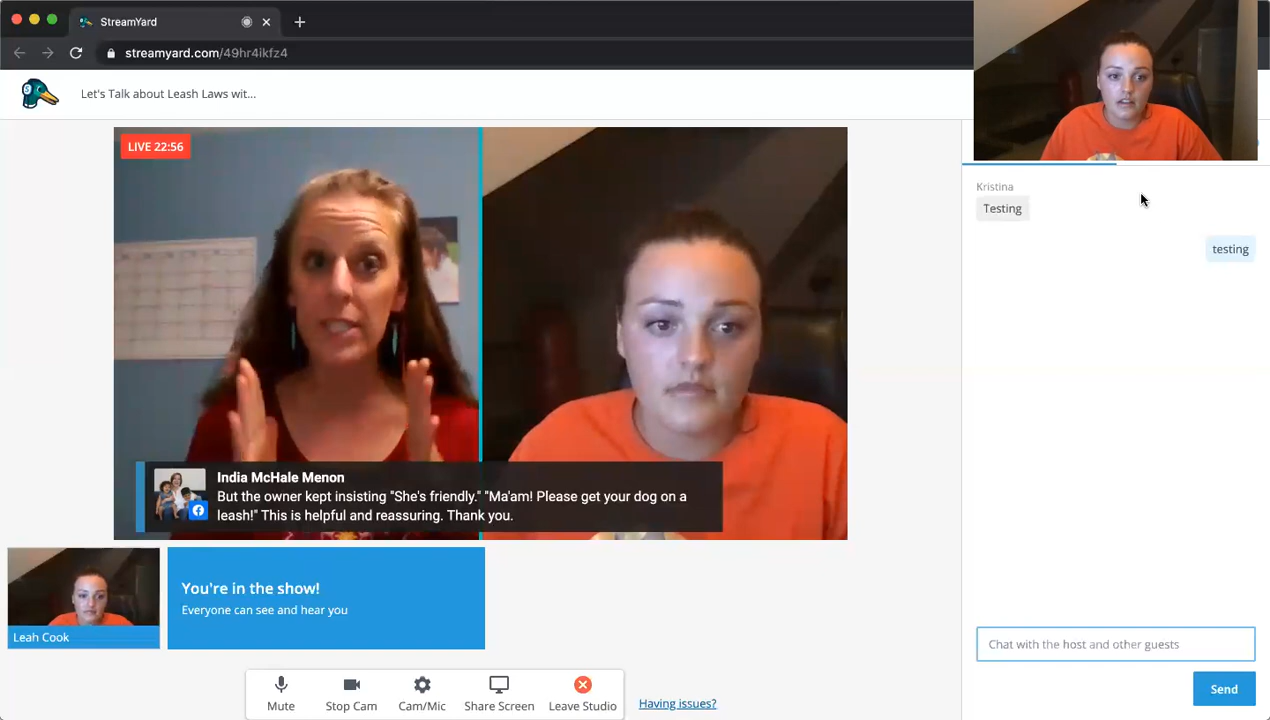 StreamYard
streamyard.com/49hr4ikfz4
Let's Talk about Leash Laws wit...
LIVE 22:56
Kristina
Testing
testing
India McHale Menon
But the owner kept insisting "She's friendly." "Ma'am! Please get your dog on a
leash!" This is helpful and reassuring. Thank you.
You're in the show!
Everyone can see and hear you
Leah Cook
Chat with the host and other guests
Send
Mute
Stop Cam
Cam/Mic
Share Screen
Leave Studio
Having issues?